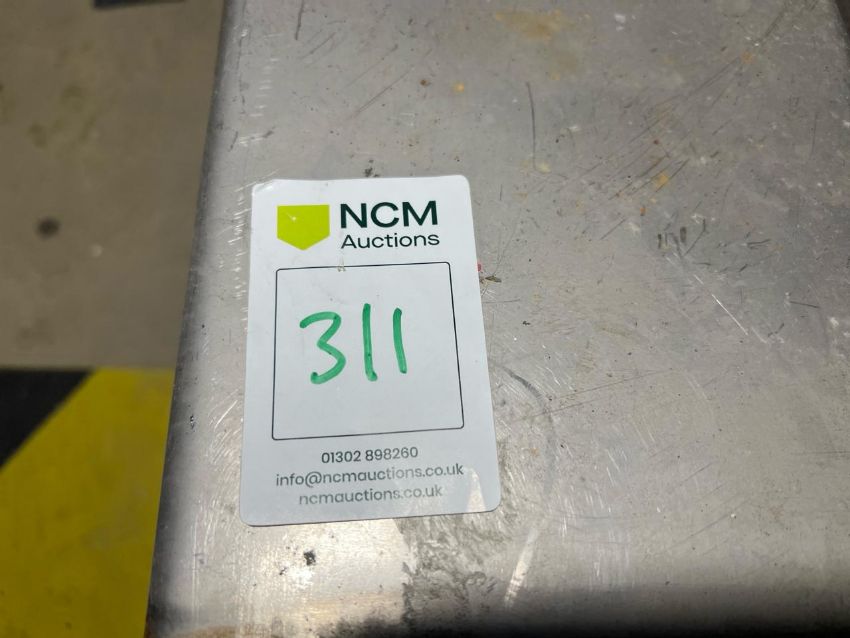 NCM
Auctions
311
01302 898260
info@ncmauctions.co.uk
ncmauctions.co.uk